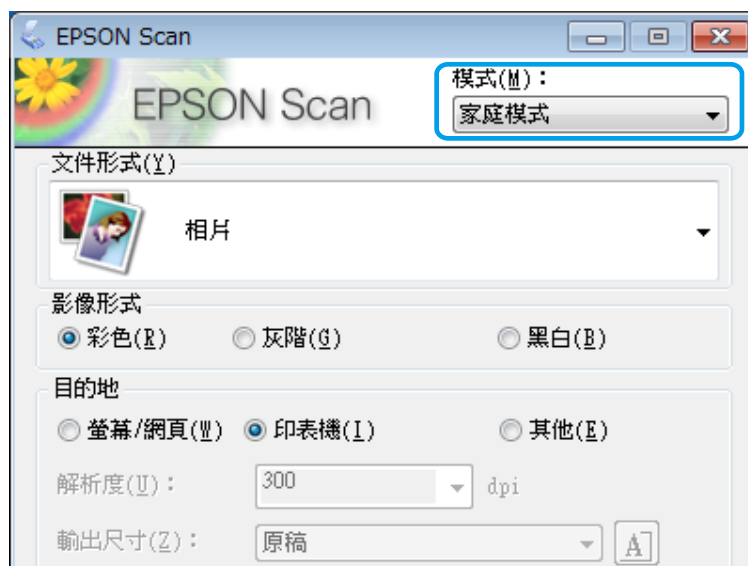 EPSON Scan
EPSON Scan
模式(M)：
家庭模式
文件形式(Y)
相片
影像形式
彩色(R) 灰階(G) 黑白(B)
目的地
螢幕/網頁(W) 印表機(I) 其他(E)
解析度(U)： 300 dpi
輸出尺寸(Z)： 原稿 A